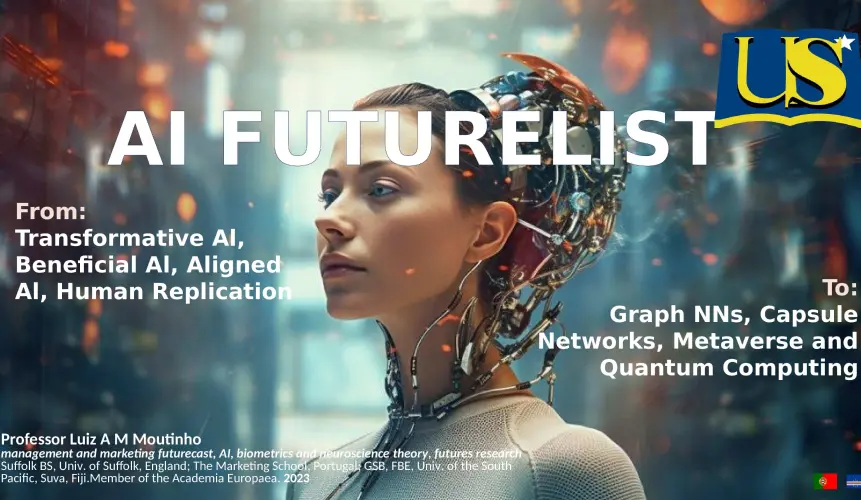 US
AI FUTURELIST
From:
Transformative AI,
Beneficial AI, Aligned
AI, Human Replication
To:
Graph NNs, Capsule
Networks, Metaverse and
Quantum Computing
Professor Luiz A M Moutinho
management and marketing futurecast, AI, biometrics and neuroscience theory, futures research
Suffolk BS, Univ. of Suffolk, England; The Marketing School, Portugal; GSB, FBE, Univ. of the South
Pacific, Suva, Fiji.Member of the Academia Europaea. 2023